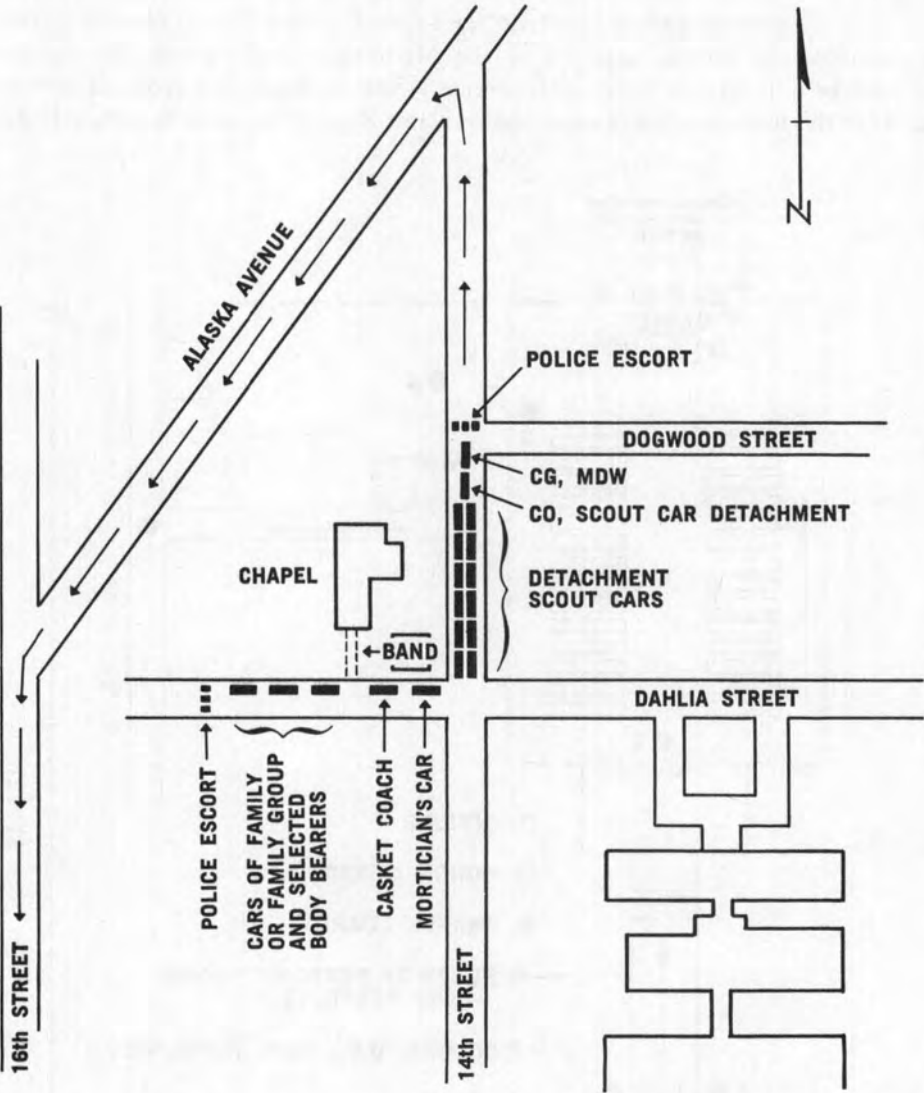 N
ALASKA AVENUE
POLICE ESCORT
DOGWOOD STREET
CG, MDW
CO, SCOUT CAR DETACHMENT
DETACHMENT
SCOUT CARS
CHAPEL
BAND
DAHLIA STREET
POLICE ESCORT
CARS OF FAMILY
OR FAMILY GROUP
AND SELECTED
BODY BEARERS
CASKET COACH
MORTICIAN'S CAR
16th STREET
14th STREET